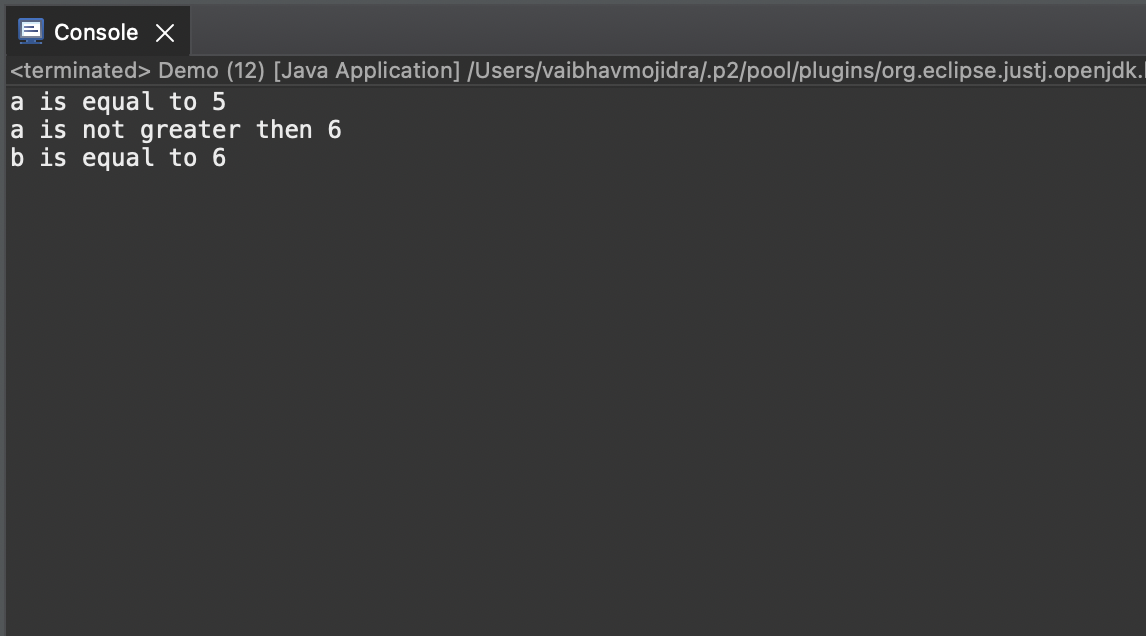 Console
<terminated> Demo (12) [Java Application] /Users/vaibhavmojidra/.p2/pool/plugins/org.eclipse.justj.openjdk.
a is equal to 5
a is not greater then 6
b is equal to 6